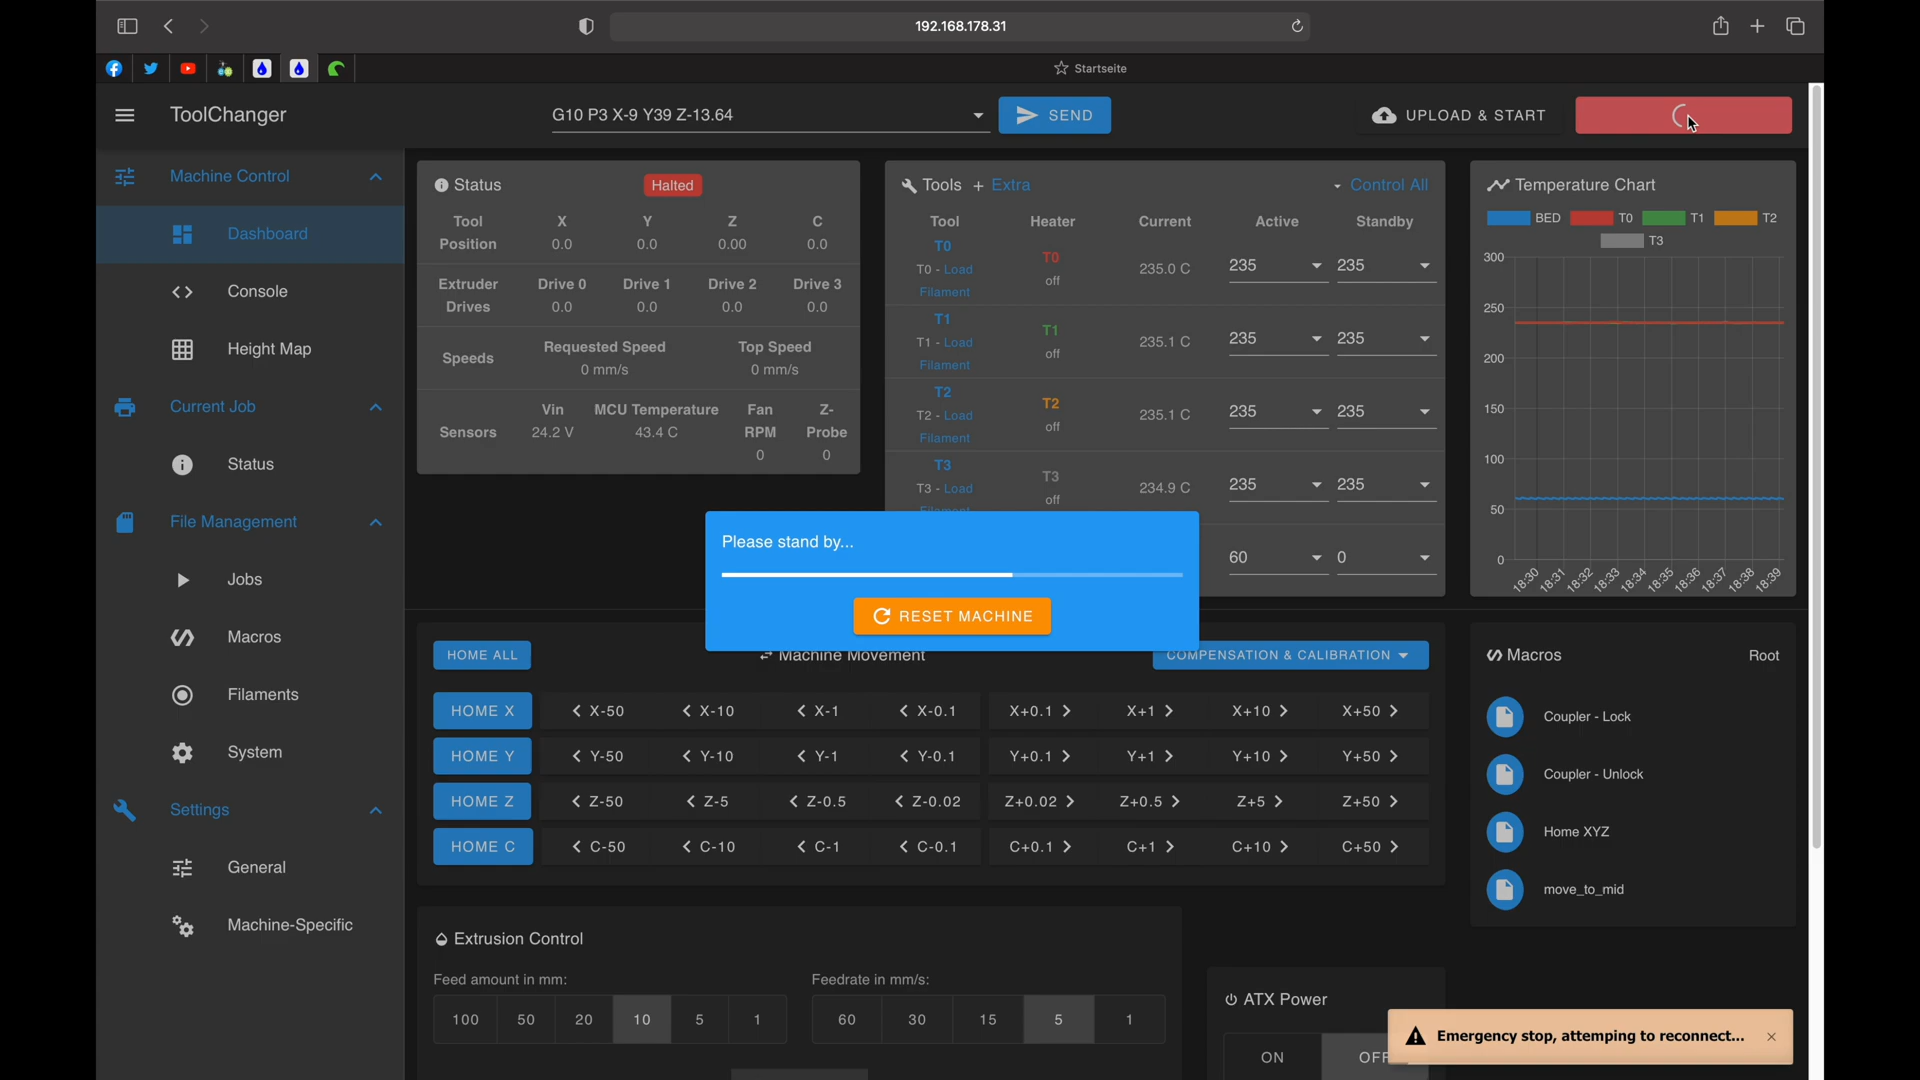 192.168.178.31
Startseite
ToolChanger
G10 P3 X-9 Y39 Z-13.64
SEND
UPLOAD & START
Machine Control
Dashboard
Console
Height Map
Current Job
Status
File Management
Jobs
Macros
Filaments
System
Settings
General
Machine-Specific
Status
Halted
Tool Position
X Y Z C
0.0 0.0 0.00 0.0
Extruder Drives
Drive 0 Drive 1 Drive 2 Drive 3
0.0 0.0 0.0 0.0
Speeds
Requested Speed Top Speed
0 mm/s 0 mm/s
Sensors
Vin MCU Temperature Fan RPM Z-Probe
24.2 V 43.4 C 0 0
Tools + Extra
Control All
Tool Heater Current Active Standby
T0
T0 - Load Filament
T0
off
235.0 C 235 235
T1
T1 - Load Filament
T1
off
235.1 C 235 235
T2
T2 - Load Filament
T2
off
235.1 C 235 235
T3
T3 - Load
T3
off
234.9 C 235 235
60 0
Temperature Chart
BED T0 T1 T2
T3
300
250
200
150
100
50
0
18:30 18:31 18:32 18:33 18:34 18:35 18:36 18:37 18:38 18:39
Please stand by...
RESET MACHINE
HOME ALL
Machine Movement
COMPENSATION & CALIBRATION
HOME X X-50 X-10 X-1 X-0.1 X+0.1 X+1 X+10 X+50
HOME Y Y-50 Y-10 Y-1 Y-0.1 Y+0.1 Y+1 Y+10 Y+50
HOME Z Z-50 Z-5 Z-0.5 Z-0.02 Z+0.02 Z+0.5 Z+5 Z+50
HOME C C-50 C-10 C-1 C-0.1 C+0.1 C+1 C+10 C+50
Macros
Root
Coupler - Lock
Coupler - Unlock
Home XYZ
move_to_mid
Extrusion Control
Feed amount in mm:
100 50 20 10 5 1
Feedrate in mm/s:
60 30 15 5 1
ATX Power
ON OFF
Emergency stop, attemping to reconnect...